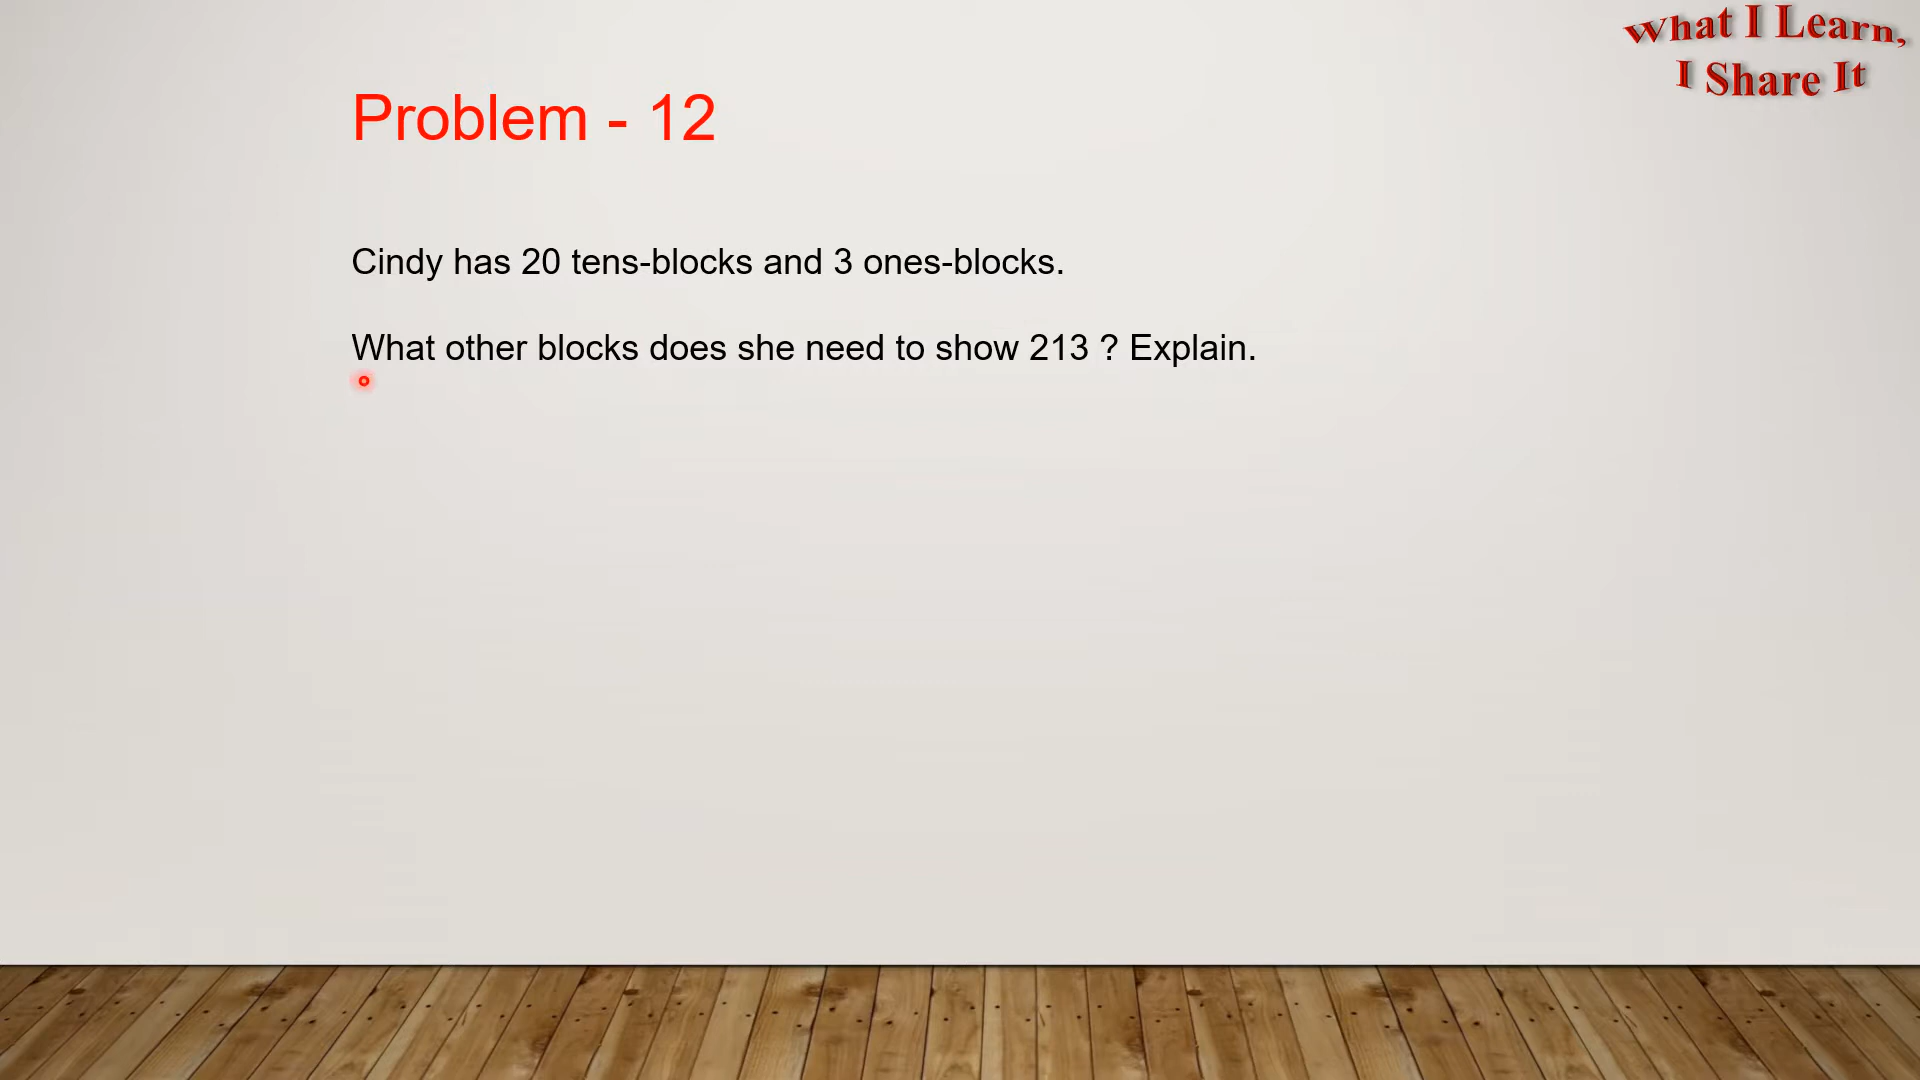 What I Learn,
I Share It
Problem - 12
Cindy has 20 tens-blocks and 3 ones-blocks.
What other blocks does she need to show 213 ? Explain.